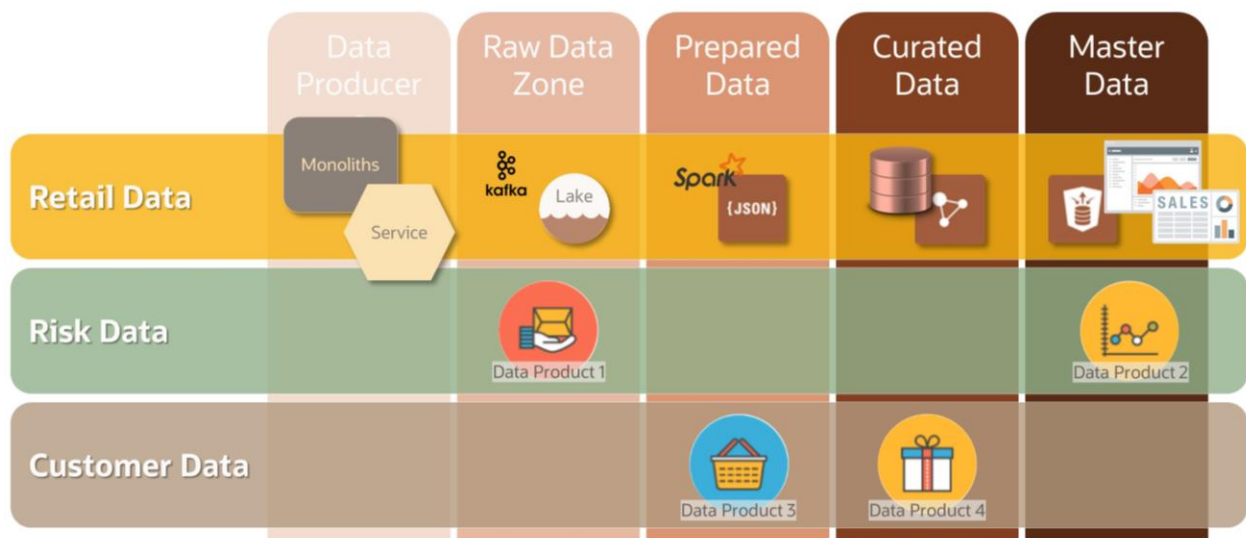 Data
Producer
Raw Data
Zone
Prepared
Data
Curated
Data
Master
Data
Retail Data
Monoliths
Service
kafka
Lake
Spark
{JSON}
SALES
Risk Data
Data Product 1
Data Product 2
Customer Data
Data Product 3
Data Product 4